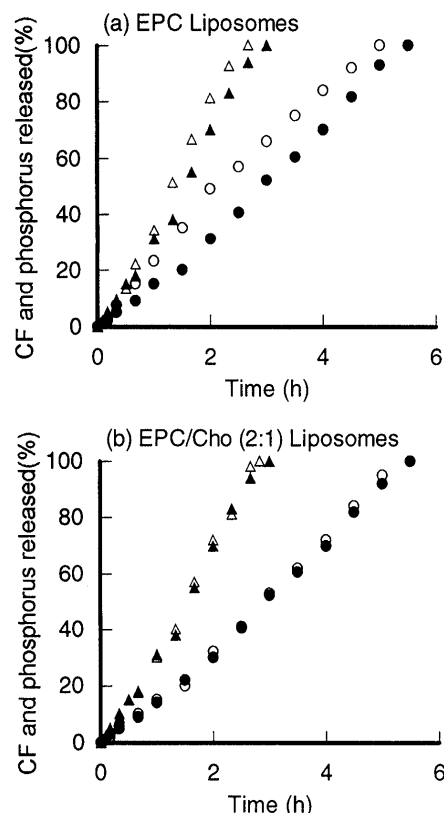 (a) EPC Liposomes
CF and phosphorus released(%)
100
80
60
40
20
0
0 2 4 6
Time (h)
(b) EPC/Cho (2:1) Liposomes
CF and phosphorus released(%)
100
80
60
40
20
0
0 2 4 6
Time (h)